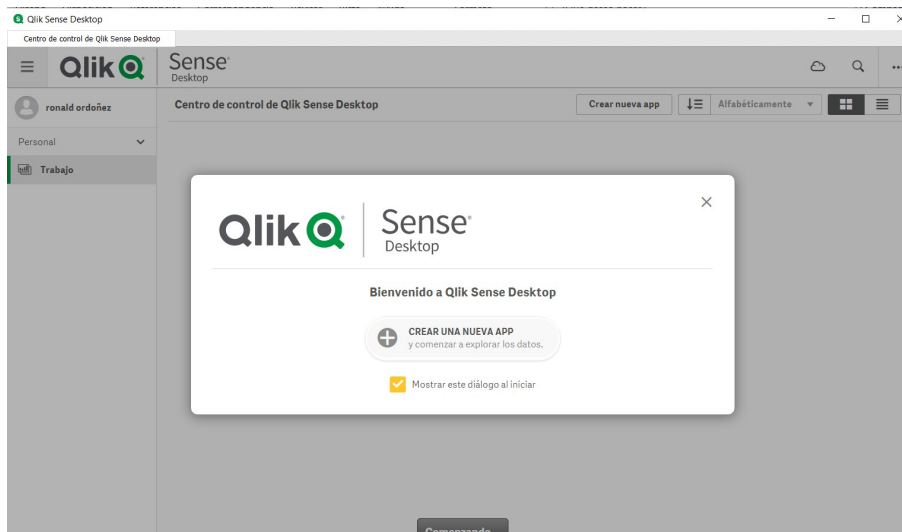 Qlik Sense Desktop
Centro de control de Qlik Sense Desktop
Qlik Sense
Desktop
ronald ordoñez
Centro de control de Qlik Sense Desktop
Crear nueva app
Alfabéticamente
Personal
Trabajo
Qlik Sense
Desktop
Bienvenido a Qlik Sense Desktop
CREAR UNA NUEVA APP
y comenzar a explorar los datos.
Mostrar este diálogo al iniciar
Comenzando